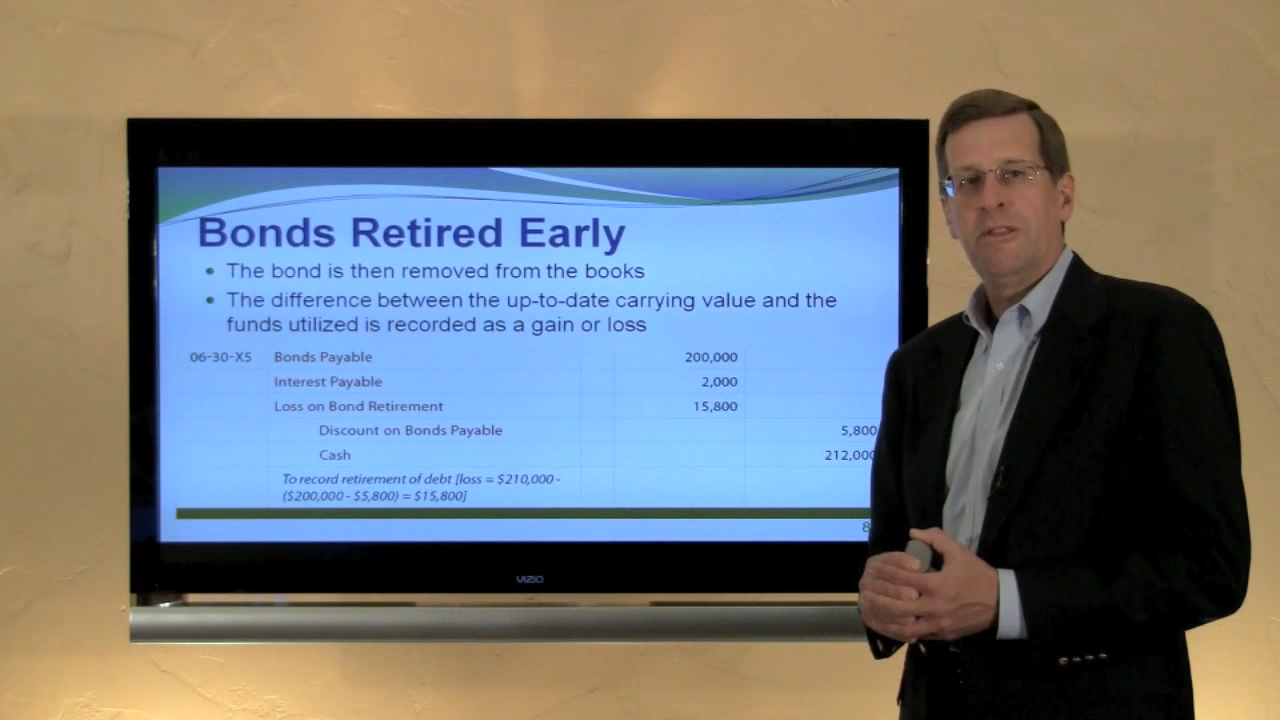 Bonds Retired Early
• The bond is then removed from the books
• The difference between the up-to-date carrying value and the
funds utilized is recorded as a gain or loss
06-30-X5 Bonds Payable 200,000
Interest Payable 2,000
Loss on Bond Retirement 15,800
Discount on Bonds Payable 5,800
Cash 212,000
To record retirement of debt [loss = $210,000 -
($200,000 - $5,800) = $15,800]
8
VIZIO